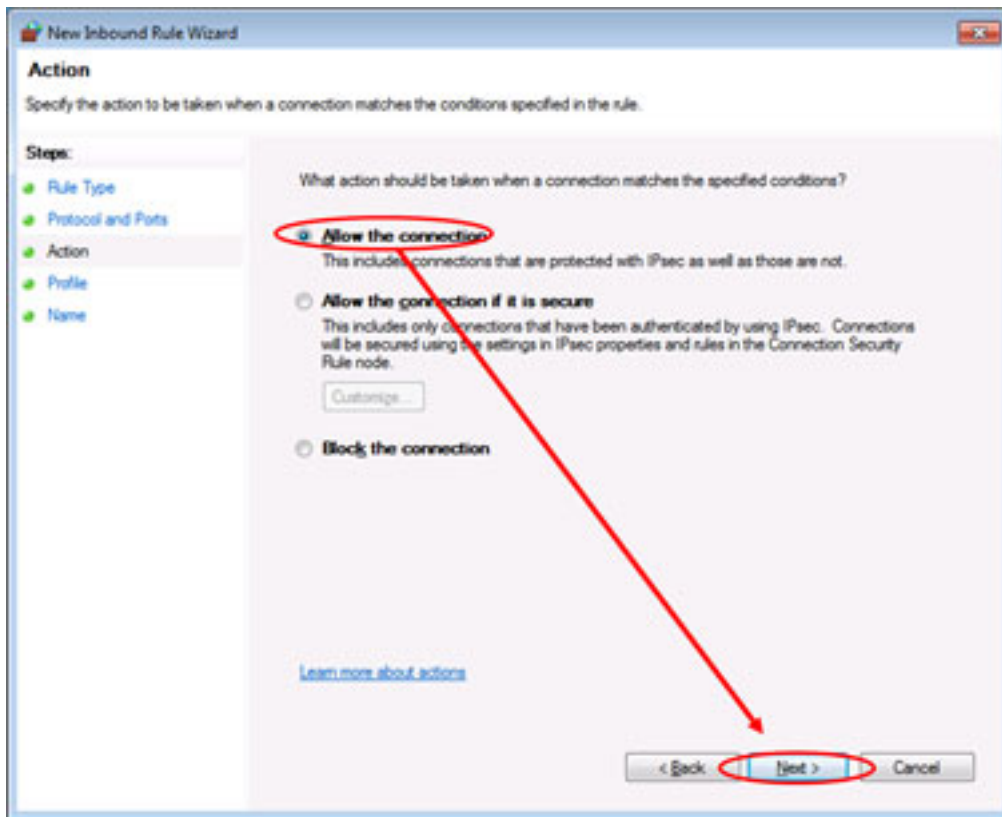 New Inbound Rule Wizard
Action
Specify the action to be taken when a connection matches the conditions specified in the rule.
Steps:
Rule Type
Protocol and Ports
Action
Profile
Name
What action should be taken when a connection matches the specified conditions?
Allow the connection
This includes connections that are protected with IPsec as well as those are not.
Allow the connection if it is secure
This includes only connections that have been authenticated by using IPsec. Connections
will be secured using the settings in IPsec properties and rules in the Connection Security
Rule node.
Customize...
Block the connection
Learn more about actions
< Back Next > Cancel